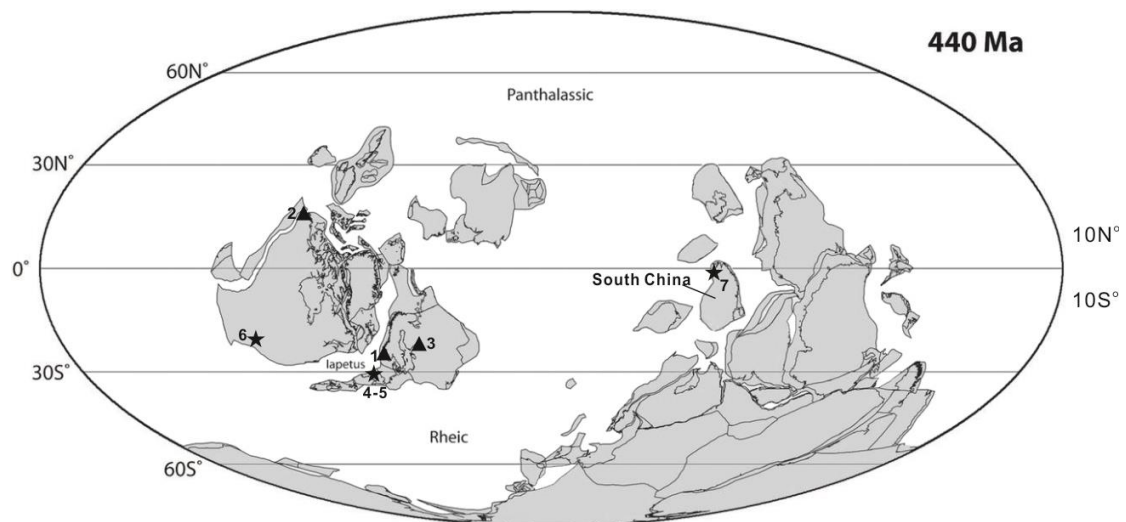 440 Ma
60N°
Panthalassic
30N°
2
10N°
0°
South China
7
10S°
6
1
3
Iapetus
30S°
4-5
Rheic
60S°